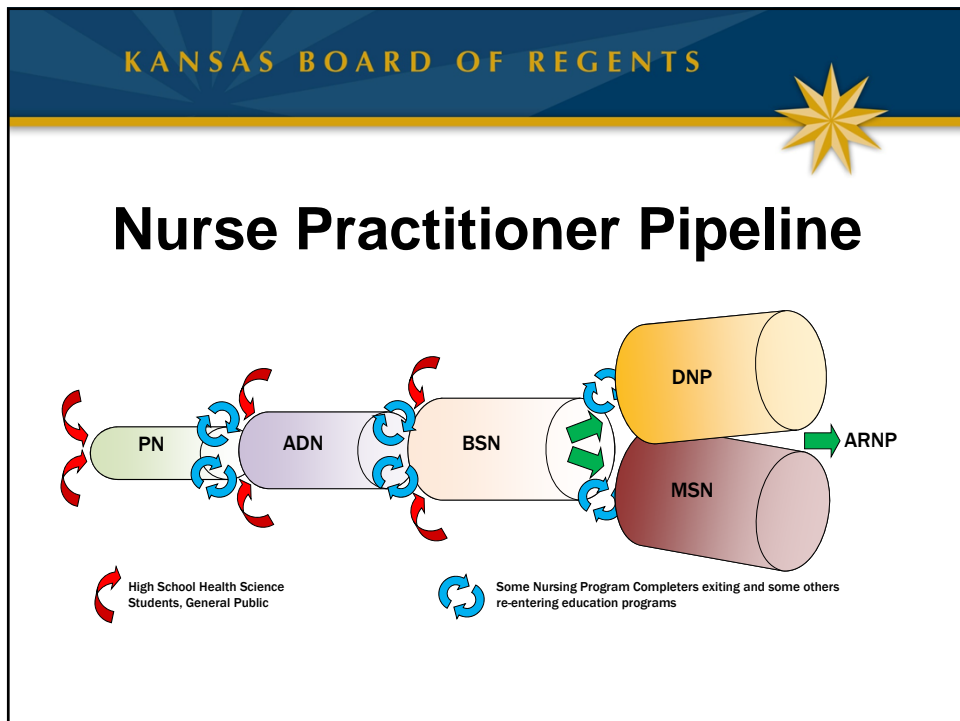 KANSAS BOARD OF REGENTS
Nurse Practitioner Pipeline
DNP
PN
ADN
BSN
ARNP
MSN
High School Health Science
Students, General Public
Some Nursing Program Completers exiting and some others
re-entering education programs